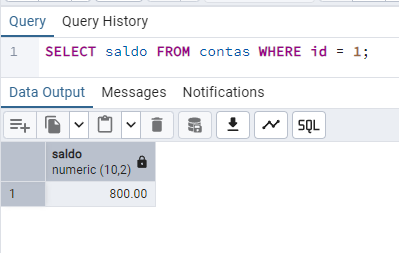 Query Query History
1 SELECT saldo FROM contas WHERE id = 1;
Data Output Messages Notifications
SQL
saldo
numeric (10,2)
1 800.00